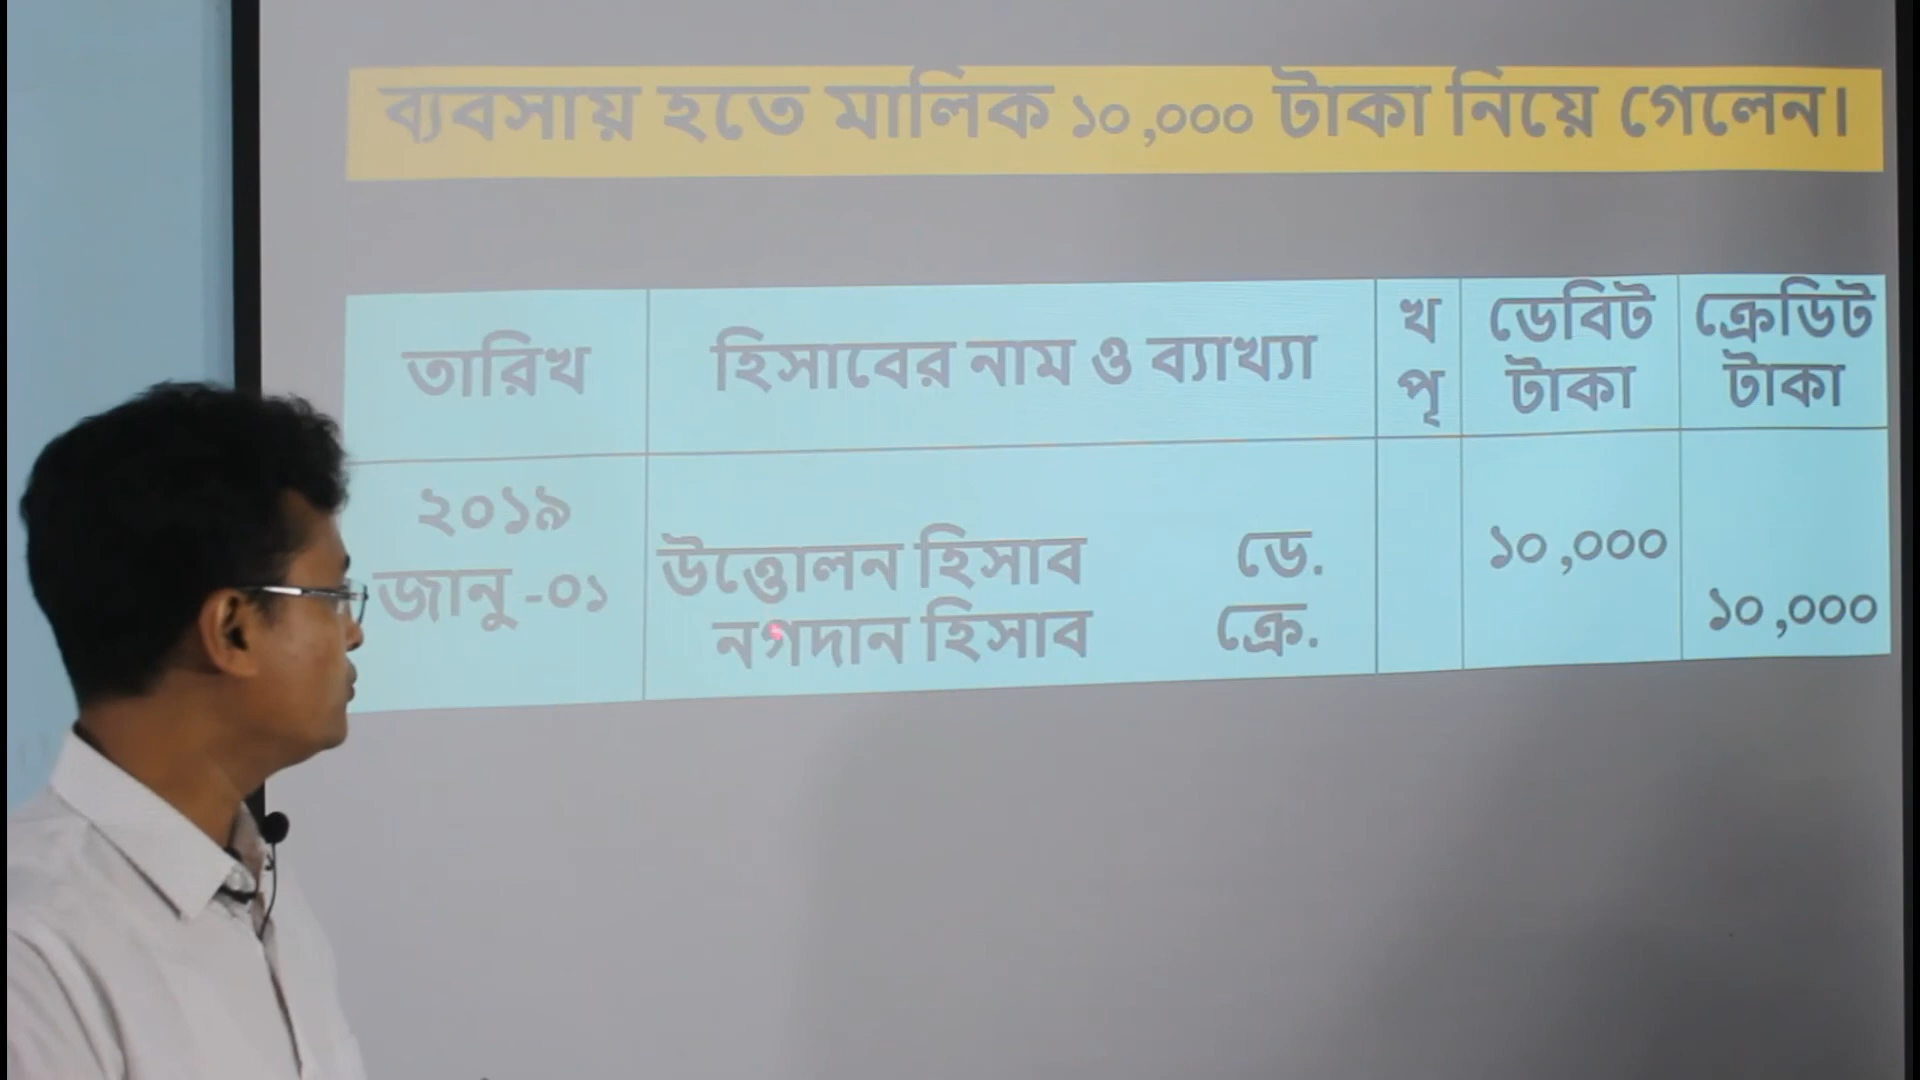 ব্যবসায় হতে মালিক ১০,০০০ টাকা নিয়ে গেলেন।
তারিখ
হিসাবের নাম ও ব্যাখ্যা
খ
পৃ
ডেবিট
টাকা
ক্রেডিট
টাকা
২০১৯
জানু-০১
উত্তোলন হিসাব ডে.
নগদান হিসাব ক্রে.
১০,০০০
১০,০০০